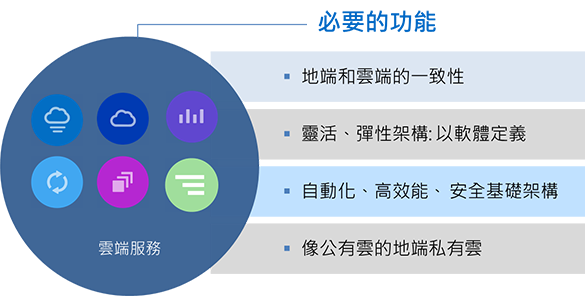 必要的功能
地端和雲端的一致性
靈活、彈性架構: 以軟體定義
自動化、高效能、 安全基礎架構
像公有雲的地端私有雲
雲端服務